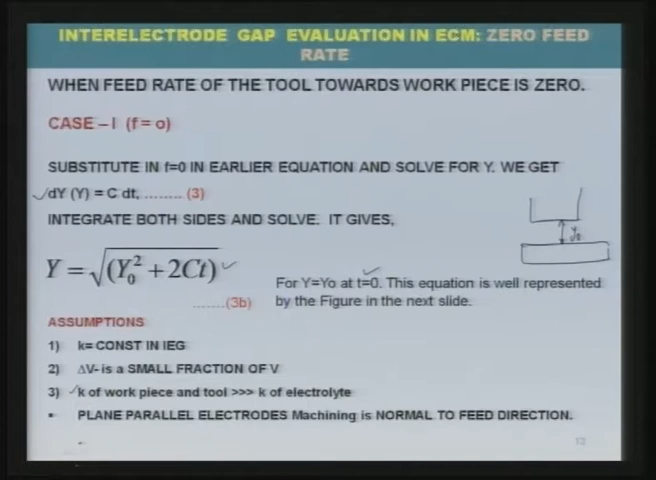 INTERELECTRODE GAP EVALUATION IN ECM: ZERO FEED
RATE
WHEN FEED RATE OF THE TOOL TOWARDS WORK PIECE IS ZERO.
CASE – I (f = o)
SUBSTITUTE IN f=0 IN EARLIER EQUATION AND SOLVE FOR Y. WE GET
dY (Y) = C dt, ........ (3)
INTEGRATE BOTH SIDES AND SOLVE. IT GIVES,
Y = √(Y₀² + 2Ct)
Y₀
.......(3b)
For Y=Yo at t=0. This equation is well represented
by the Figure in the next slide.
ASSUMPTIONS
1) k= CONST IN IEG
2) ΔV- is a SMALL FRACTION OF V
3) k of work piece and tool >>> k of electrolyte
• PLANE PARALLEL ELECTRODES Machining is NORMAL TO FEED DIRECTION.